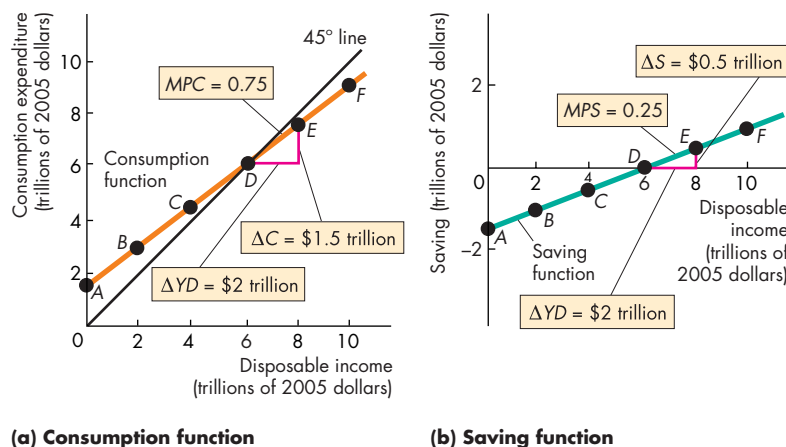 Consumption expenditure
(trillions of 2005 dollars)
10
8
6
4
2
0
2
4
6
8
10
Disposable income
(trillions of 2005 dollars)
45° line
MPC = 0.75
Consumption
function
A
B
C
D
E
F
ΔC = $1.5 trillion
ΔYD = $2 trillion
(a) Consumption function
Saving (trillions of 2005 dollars)
2
0
–2
2
4
6
8
10
ΔS = $0.5 trillion
MPS = 0.25
A
B
C
D
E
F
Saving
function
Disposable
income
(trillions of
2005 dollars)
ΔYD = $2 trillion
(b) Saving function